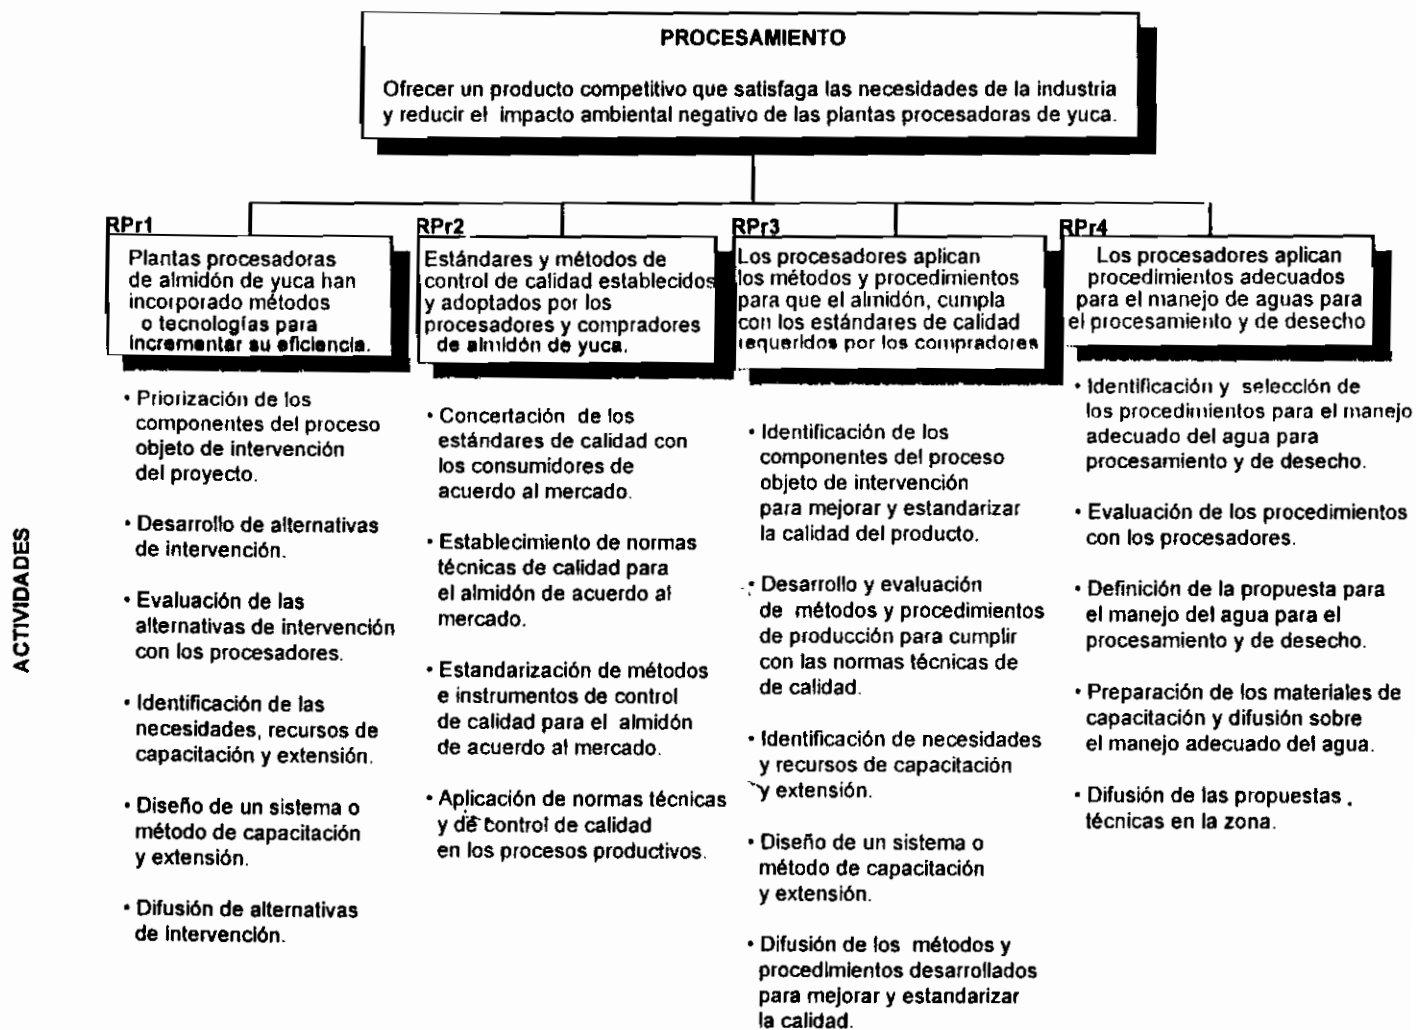 PROCESAMIENTO
Ofrecer un producto competitivo que satisfaga las necesidades de la industria
y reducir el impacto ambiental negativo de las plantas procesadoras de yuca.
RPr1
Plantas procesadoras
de almidón de yuca han
incorporado métodos
o tecnologías para
incrementar su eficiencia.
RPr2
Estándares y métodos de
control de calidad establecidos
y adoptados por los
procesadores y compradores
de almidón de yuca.
RPr3
Los procesadores aplican
los métodos y procedimientos
para que el almidón, cumpla
con los estándares de calidad
requeridos por los compradores
RPr4
Los procesadores aplican
procedimientos adecuados
para el manejo de aguas para
el procesamiento y de desecho
ACTIVIDADES
• Priorización de los
componentes del proceso
objeto de intervención
del proyecto.
• Desarrollo de alternativas
de intervención.
• Evaluación de las
alternativas de intervención
con los procesadores.
• Identificación de las
necesidades, recursos de
capacitación y extensión.
• Diseño de un sistema o
método de capacitación
y extensión.
• Difusión de alternativas
de intervención.
• Concertación de los
estándares de calidad con
los consumidores de
acuerdo al mercado.
• Establecimiento de normas
técnicas de calidad para
el almidón de acuerdo al
mercado.
• Estandarización de métodos
e instrumentos de control
de calidad para el almidón
de acuerdo al mercado.
• Aplicación de normas técnicas
y de control de calidad
en los procesos productivos.
• Identificación de los
componentes del proceso
objeto de intervención
para mejorar y estandarizar
la calidad del producto.
• Desarrollo y evaluación
de métodos y procedimientos
de producción para cumplir
con las normas técnicas de
de calidad.
• Identificación de necesidades
y recursos de capacitación
y extensión.
• Diseño de un sistema o
método de capacitación
y extensión.
• Difusión de los métodos y
procedimientos desarrollados
para mejorar y estandarizar
la calidad.
• Identificación y selección de
los procedimientos para el manejo
adecuado del agua para
procesamiento y de desecho.
• Evaluación de los procedimientos
con los procesadores.
• Definición de la propuesta para
el manejo del agua para el
procesamiento y de desecho.
• Preparación de los materiales de
capacitación y difusión sobre
el manejo adecuado del agua.
• Difusión de las propuestas
técnicas en la zona.